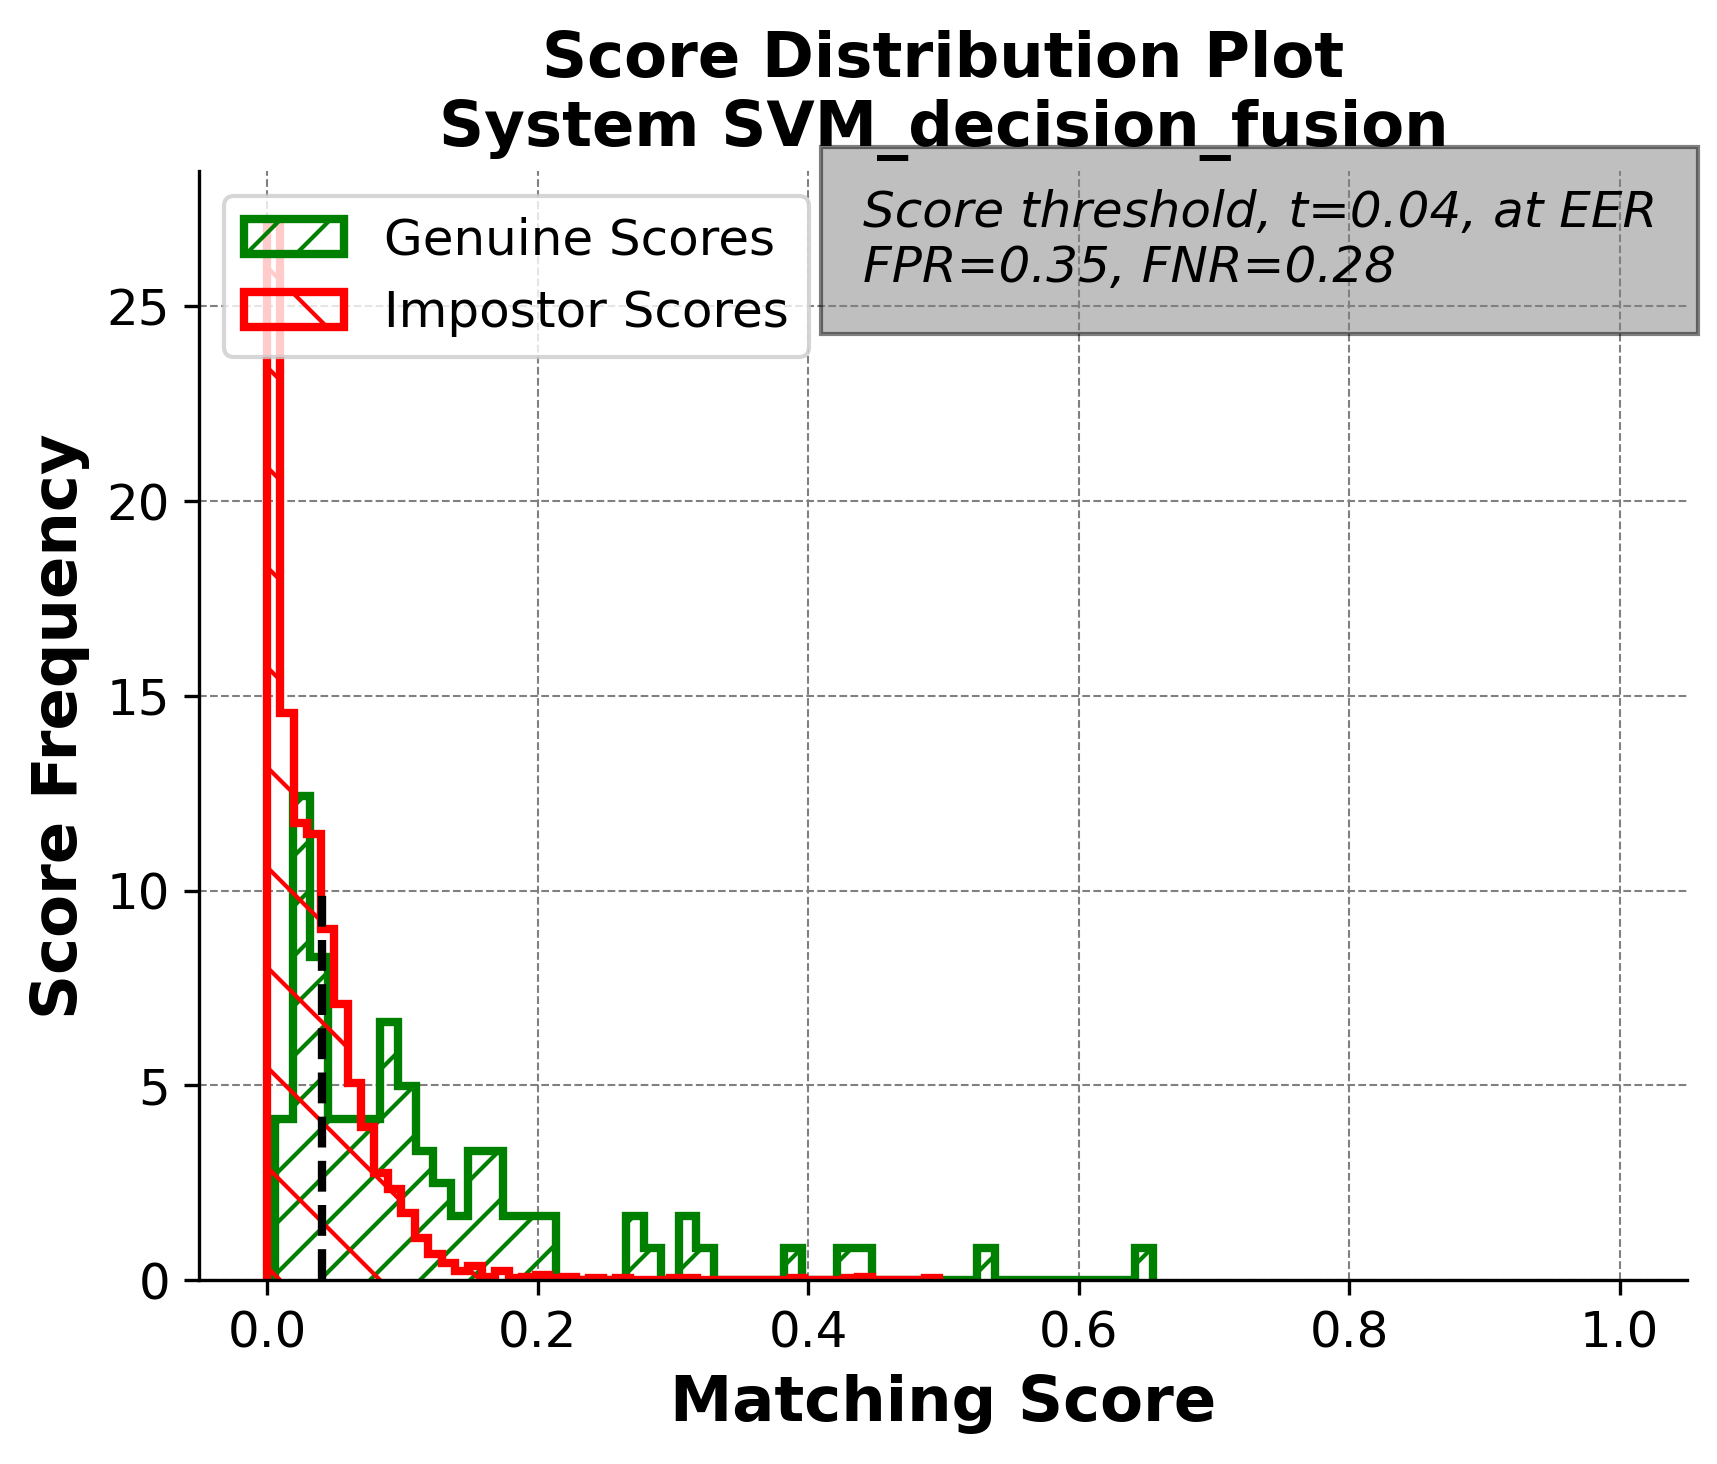 Score Distribution Plot
System SVM_decision_fusion
Score threshold, t=0.04, at EER
FPR=0.35, FNR=0.28
Genuine Scores
Impostor Scores
Score Frequency
25
20
15
10
5
0
0.0 0.2 0.4 0.6 0.8 1.0
Matching Score